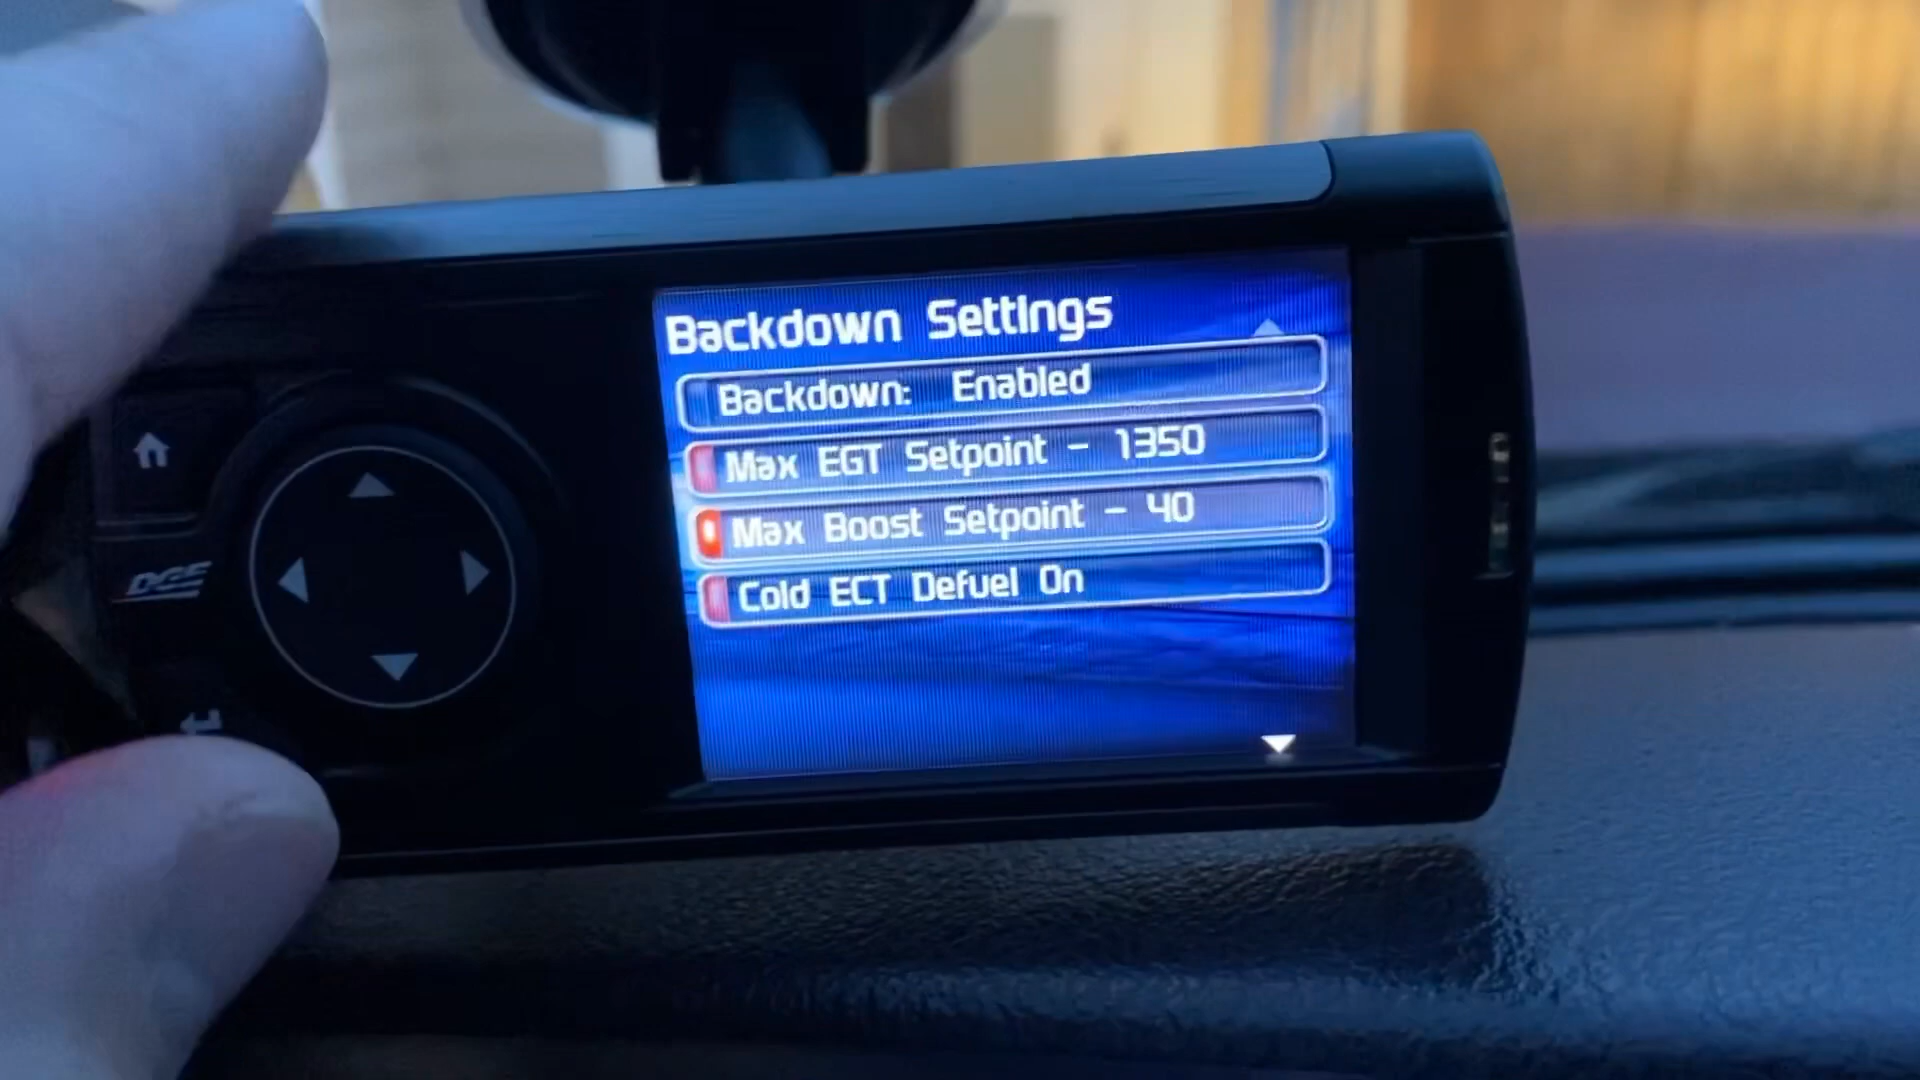 Backdown Settings
Backdown: Enabled
Max EGT Setpoint - 1350
Max Boost Setpoint - 40
Cold ECT Defuel On